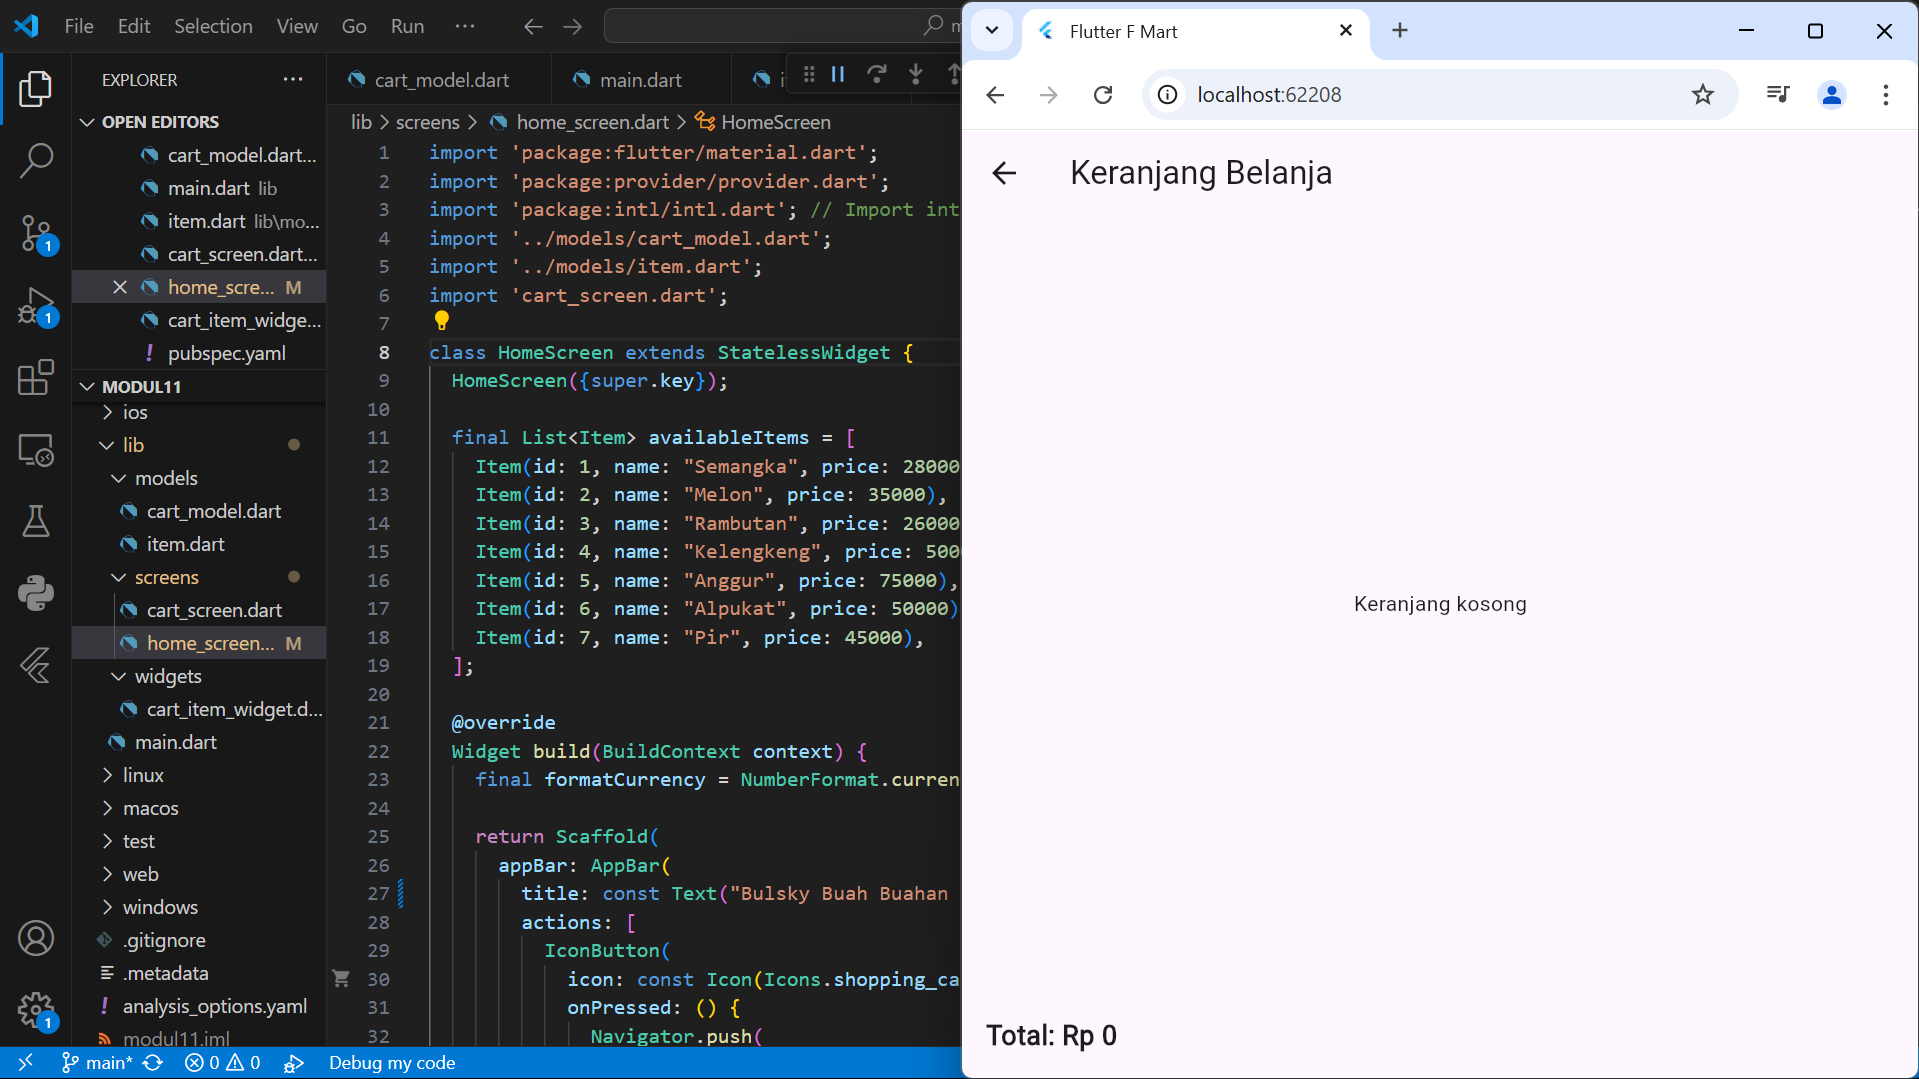 File Edit Selection View Go Run ···
EXPLORER
OPEN EDITORS
cart_model.dart...
main.dart lib
item.dart lib\mo...
cart_screen.dart...
home_scre... M
cart_item_widge...
! pubspec.yaml
MODUL11
ios
lib
models
cart_model.dart
item.dart
screens
cart_screen.dart
home_screen... M
widgets
cart_item_widget.d...
main.dart
linux
macos
test
web
windows
.gitignore
.metadata
! analysis_options.yaml
modul11.iml
1
1
1
cart_model.dart main.dart
lib > screens > home_screen.dart > HomeScreen
1 import 'package:flutter/material.dart';
2 import 'package:provider/provider.dart';
3 import 'package:intl/intl.dart'; // Import int
4 import '../models/cart_model.dart';
5 import '../models/item.dart';
6 import 'cart_screen.dart';
7
8 class HomeScreen extends StatelessWidget {
9 HomeScreen({super.key});
10
11 final List<Item> availableItems = [
12 Item(id: 1, name: "Semangka", price: 28000
13 Item(id: 2, name: "Melon", price: 35000),
14 Item(id: 3, name: "Rambutan", price: 26000
15 Item(id: 4, name: "Kelengkeng", price: 500
16 Item(id: 5, name: "Anggur", price: 75000),
17 Item(id: 6, name: "Alpukat", price: 50000)
18 Item(id: 7, name: "Pir", price: 45000),
19 ];
20
21 @override
22 Widget build(BuildContext context) {
23 final formatCurrency = NumberFormat.curren
24
25 return Scaffold(
26 appBar: AppBar(
27 title: const Text("Bulsky Buah Buahan
28 actions: [
29 IconButton(
30 icon: const Icon(Icons.shopping_ca
31 onPressed: () {
32 Navigator.push(
main* 0 0 Debug my code
Flutter F Mart
localhost:62208
Keranjang Belanja
Keranjang kosong
Total: Rp 0